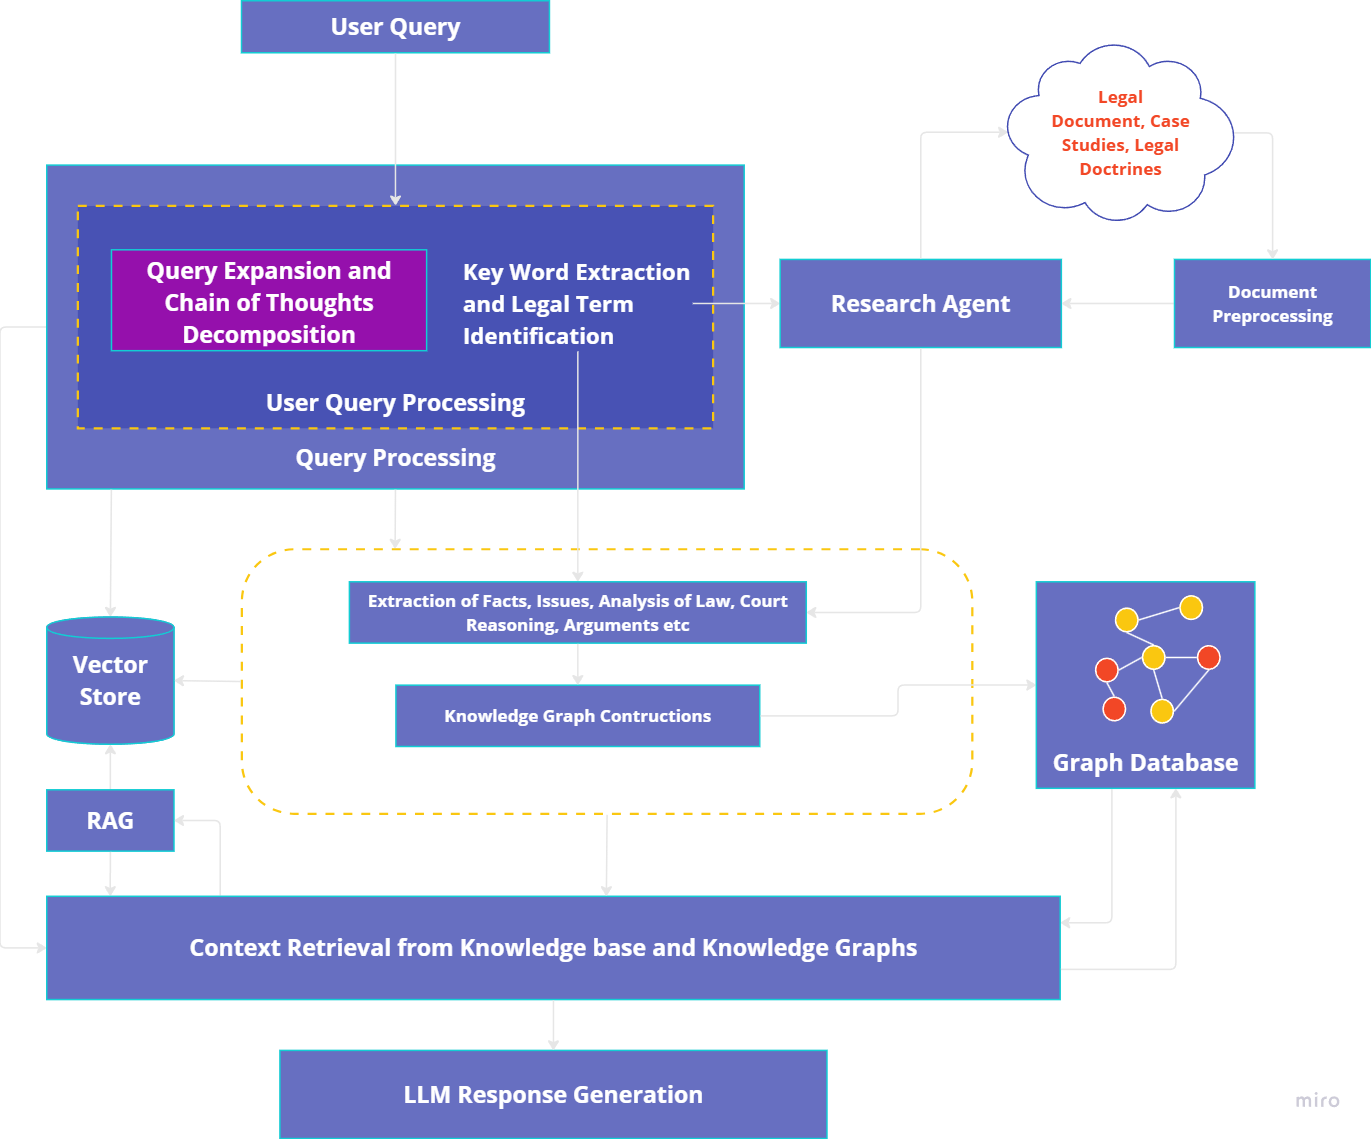 User Query
Legal
Document, Case
Studies, Legal
Doctrines
Query Expansion and
Chain of Thoughts
Decomposition
Key Word Extraction
and Legal Term
Identification
Research Agent
Document
Preprocessing
User Query Processing
Query Processing
Extraction of Facts, Issues, Analysis of Law, Court
Reasoning, Arguments etc
Vector
Store
Knowledge Graph Contructions
Graph Database
RAG
Context Retrieval from Knowledge base and Knowledge Graphs
LLM Response Generation
miro